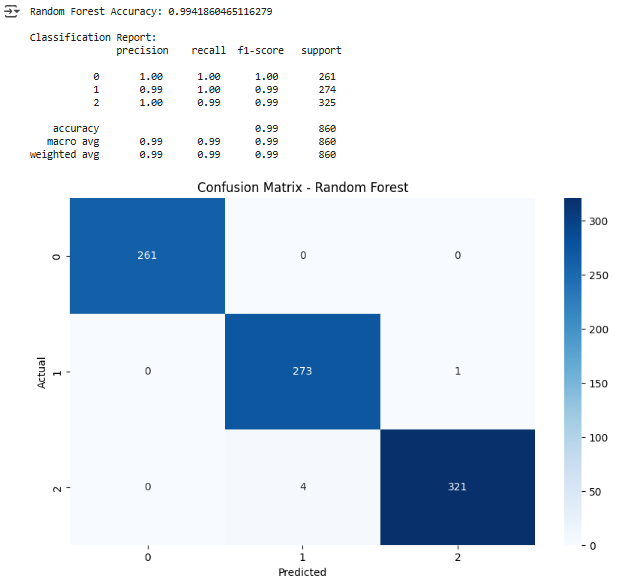 Random Forest Accuracy: 0.9941860465116279
Classification Report:
precision recall f1-score support
0 1.00 1.00 1.00 261
1 0.99 1.00 0.99 274
2 1.00 0.99 0.99 325
accuracy 0.99 860
macro avg 0.99 0.99 0.99 860
weighted avg 0.99 0.99 0.99 860
Confusion Matrix - Random Forest
0 261 0 0
1 0 273 1
2 0 4 321
Actual
0 1 2
Predicted
300
250
200
150
100
50
0